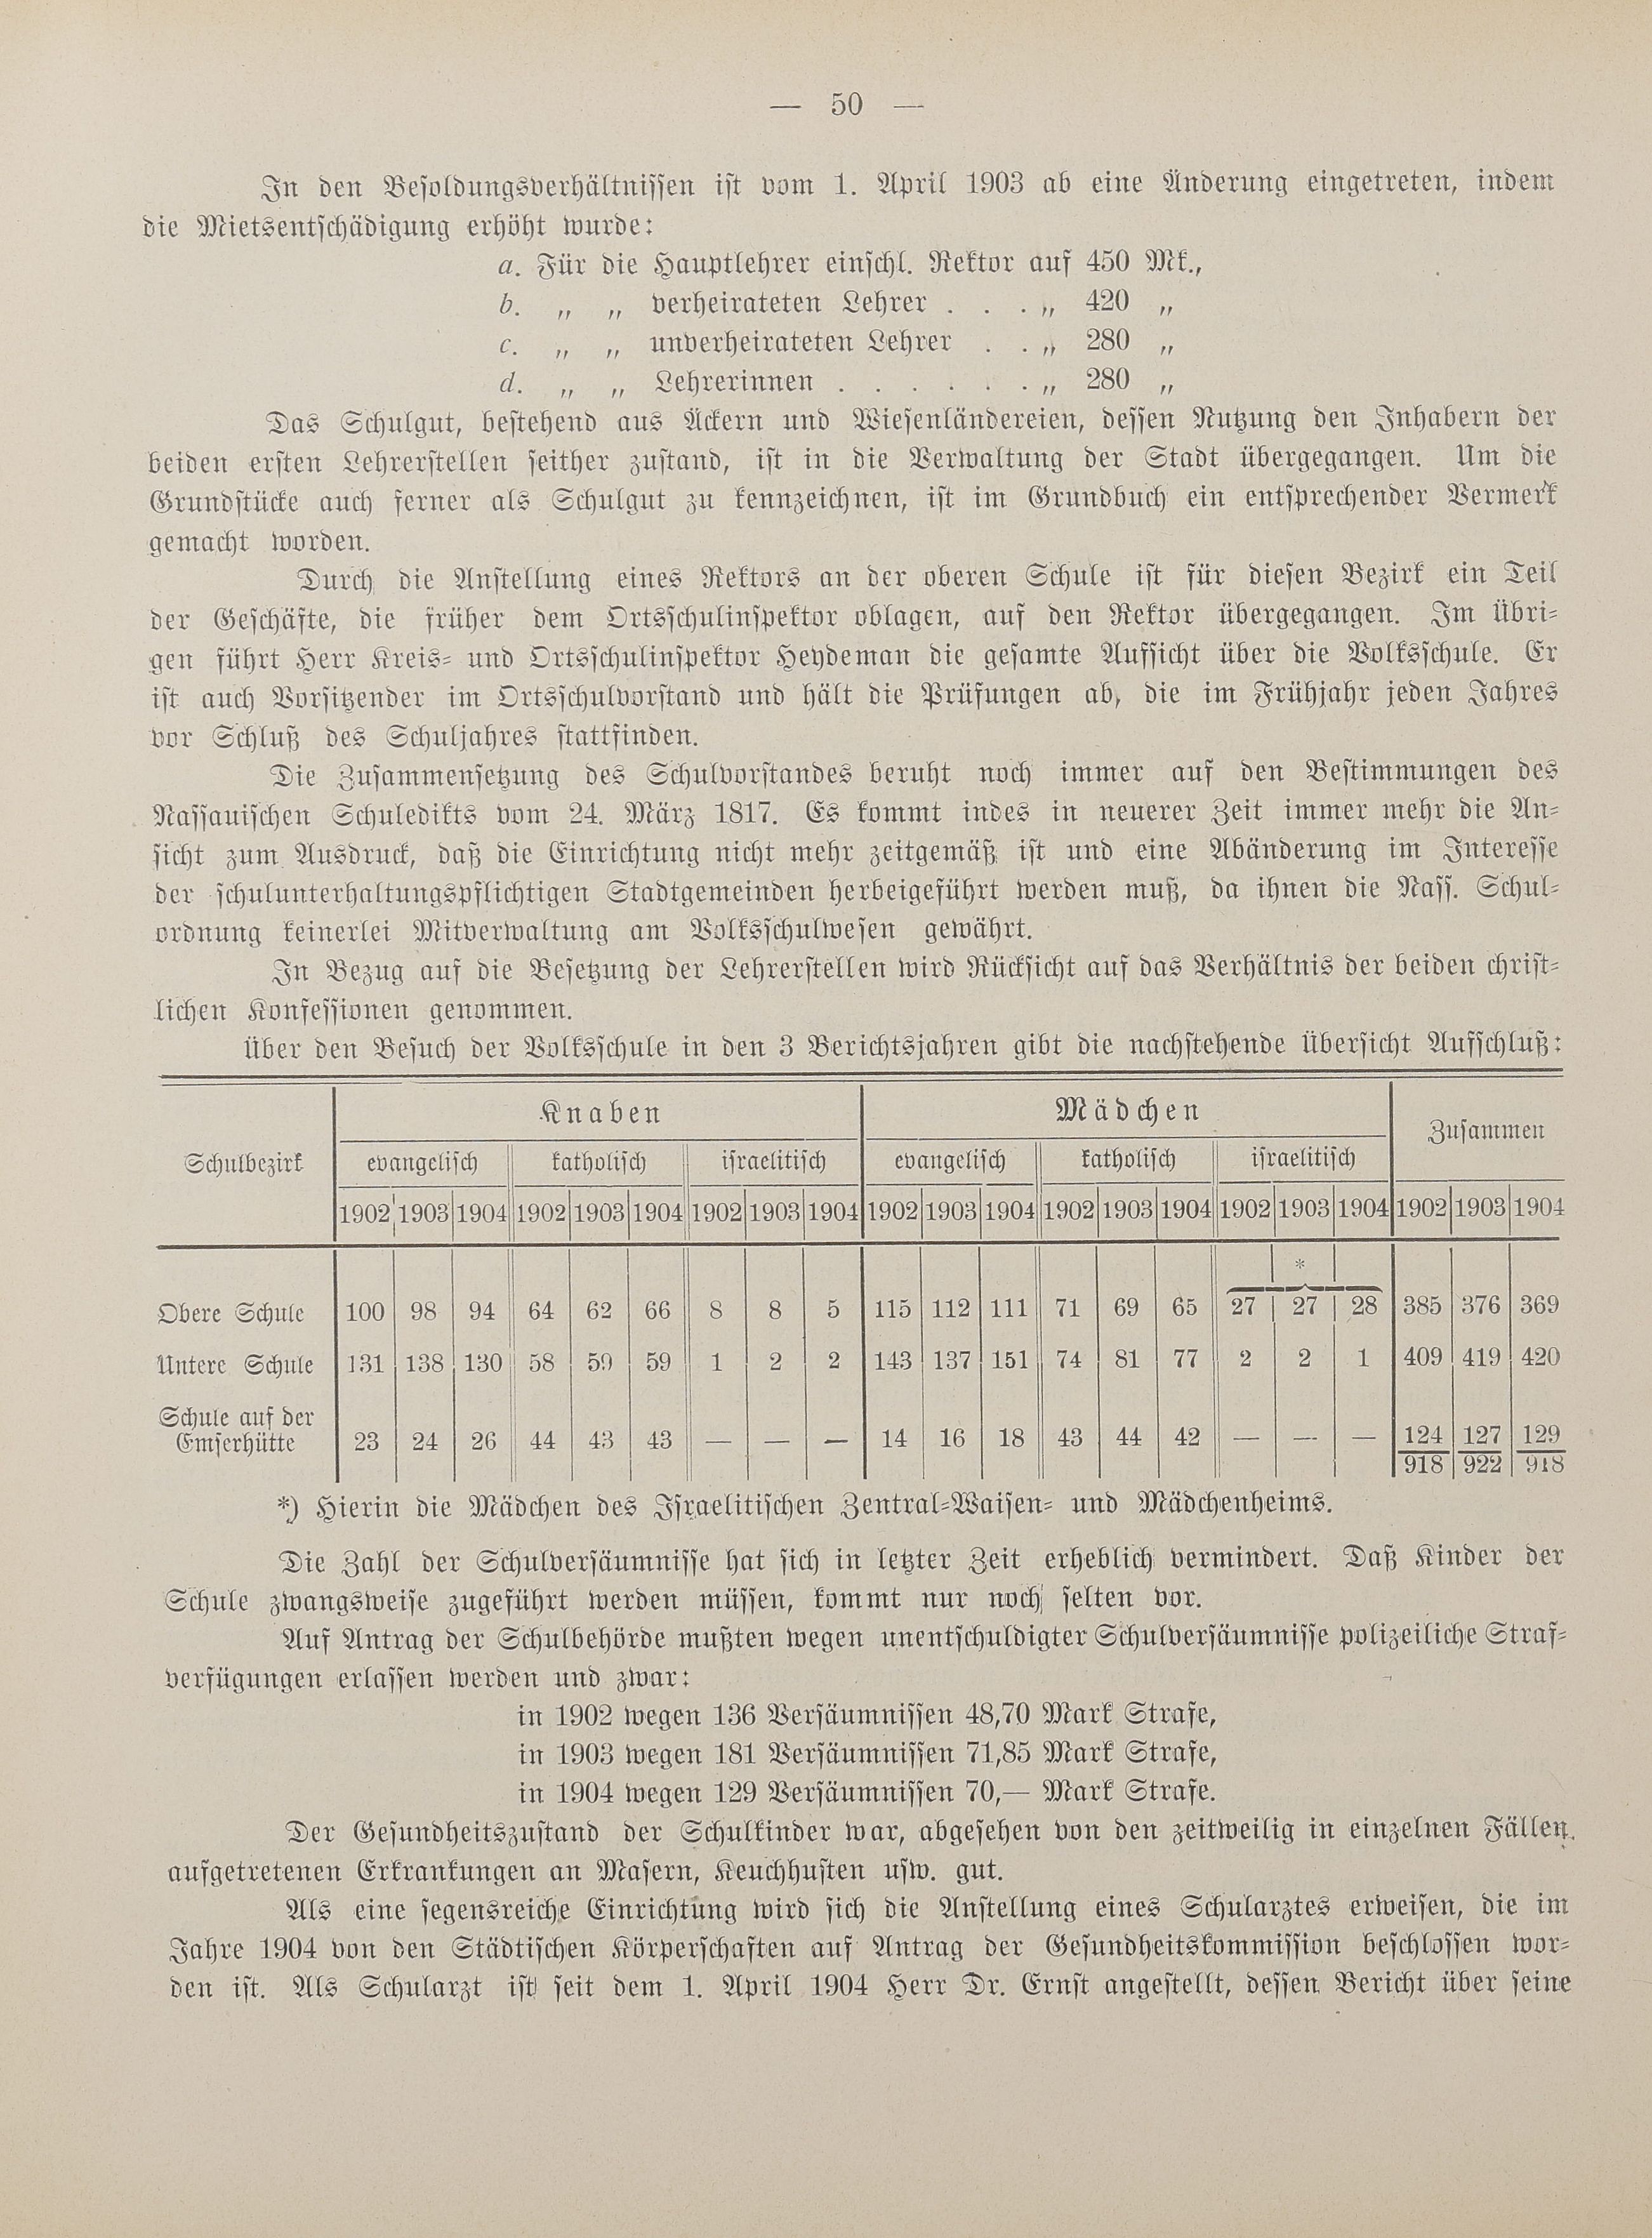 — 50 —
In den Besoldungsverhältnissen ist vom 1. April 1903 ab eine Änderung eingetreten, indem
die Mietsentschädigung erhöht wurde:
a. Für die Hauptlehrer einschl. Rektor auf 450 Mk.,
b. „ „ verheirateten Lehrer . . . „ 420 „
c. „ „ unverheirateten Lehrer . . „ 280 „
d. „ „ Lehrerinnen . . . . . . „ 280 „
Das Schulgut, bestehend aus Äckern und Wiesenländereien, dessen Nutzung den Inhabern der
beiden ersten Lehrerstellen seither zustand, ist in die Verwaltung der Stadt übergegangen. Um die
Grundstücke auch ferner als Schulgut zu kennzeichnen, ist im Grundbuch ein entsprechender Vermerk
gemacht worden.
Durch die Anstellung eines Rektors an der oberen Schule ist für diesen Bezirk ein Teil
der Geschäfte, die früher dem Ortsschulinspektor oblagen, auf den Rektor übergegangen. Im Übri-
gen führt Herr Kreis- und Ortsschulinspektor Heydeman die gesamte Aufsicht über die Volksschule. Er
ist auch Vorsitzender im Ortsschulvorstand und hält die Prüfungen ab, die im Frühjahr jeden Jahres
vor Schluß des Schuljahres stattfinden.
Die Zusammensetzung des Schulvorstandes beruht noch immer auf den Bestimmungen des
Nassauischen Schuledikts vom 24. März 1817. Es kommt indes in neuerer Zeit immer mehr die An-
sicht zum Ausdruck, daß die Einrichtung nicht mehr zeitgemäß ist und eine Abänderung im Interesse
der schulunterhaltungspflichtigen Stadtgemeinden herbeigeführt werden muß, da ihnen die Nass. Schul-
ordnung keinerlei Mitverwaltung am Volksschulwesen gewährt.
In Bezug auf die Besetzung der Lehrerstellen wird Rücksicht auf das Verhältnis der beiden christ-
lichen Konfessionen genommen.
Über den Besuch der Volksschule in den 3 Berichtsjahren gibt die nachstehende Übersicht Aufschluß:
Schulbezirk Knaben Mädchen Zusammen
evangelisch katholisch israelitisch evangelisch katholisch israelitisch
1902 1903 1904 1902 1903 1904 1902 1903 1904 1902 1903 1904 1902 1903 1904 1902 1903 1904 1902 1903 1904
*
Obere Schule 100 98 94 64 62 66 8 8 5 115 112 111 71 69 65 27 27 28 385 376 369
Untere Schule 131 138 130 58 59 59 1 2 2 143 137 151 74 81 77 2 2 1 409 419 420
Schule auf der
Emserhütte 23 24 26 44 43 43 — — — 14 16 18 43 44 42 — — — 124 127 129
918 922 918
*) Hierin die Mädchen des Israelitischen Zentral-Waisen- und Mädchenheims.
Die Zahl der Schulversäumnisse hat sich in letzter Zeit erheblich vermindert. Daß Kinder der
Schule zwangsweise zugeführt werden müssen, kommt nur noch selten vor.
Auf Antrag der Schulbehörde mußten wegen unentschuldigter Schulversäumnisse polizeiliche Straf-
verfügungen erlassen werden und zwar:
in 1902 wegen 136 Versäumnissen 48,70 Mark Strafe,
in 1903 wegen 181 Versäumnissen 71,85 Mark Strafe,
in 1904 wegen 129 Versäumnissen 70,— Mark Strafe.
Der Gesundheitszustand der Schulkinder war, abgesehen von den zeitweilig in einzelnen Fällen
aufgetretenen Erkrankungen an Masern, Keuchhusten usw. gut.
Als eine segensreiche Einrichtung wird sich die Anstellung eines Schularztes erweisen, die im
Jahre 1904 von den Städtischen Körperschaften auf Antrag der Gesundheitskommission beschlossen wor-
den ist. Als Schularzt ist seit dem 1. April 1904 Herr Dr. Ernst angestellt, dessen Bericht über seine